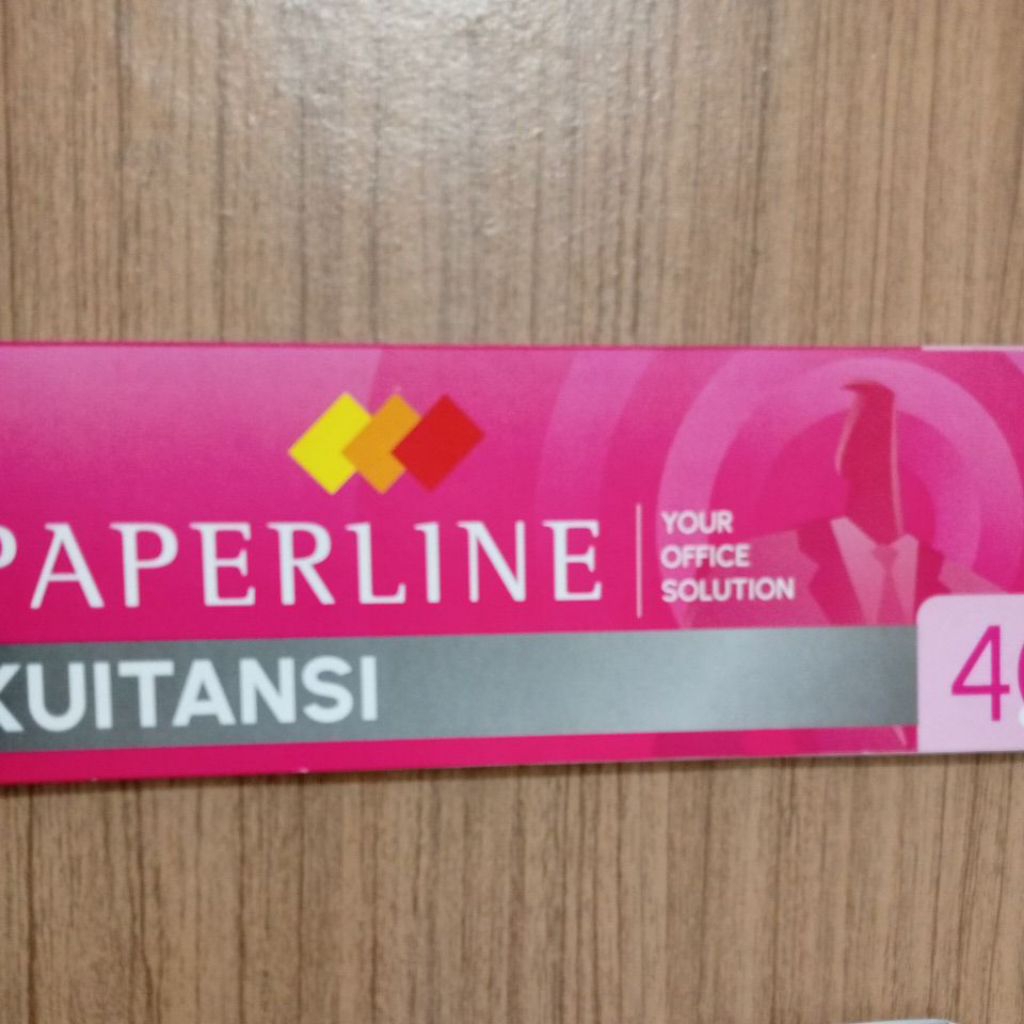 PAPERLINE
YOUR
OFFICE
SOLUTION
KUITANSI